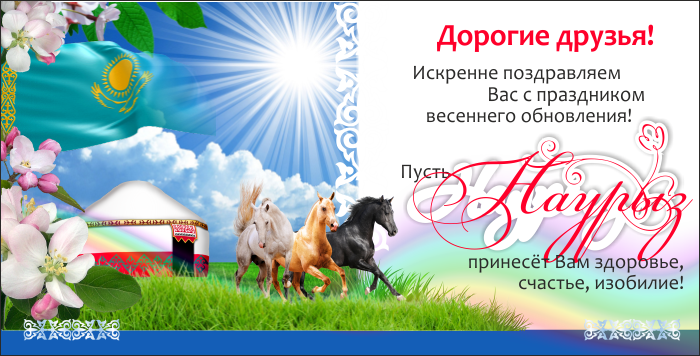 Дорогие друзья!
Искренне поздравляем
Вас с праздником
весеннего обновления!
Пусть Наурыз
принесёт Вам здоровье,
счастье, изобилие!